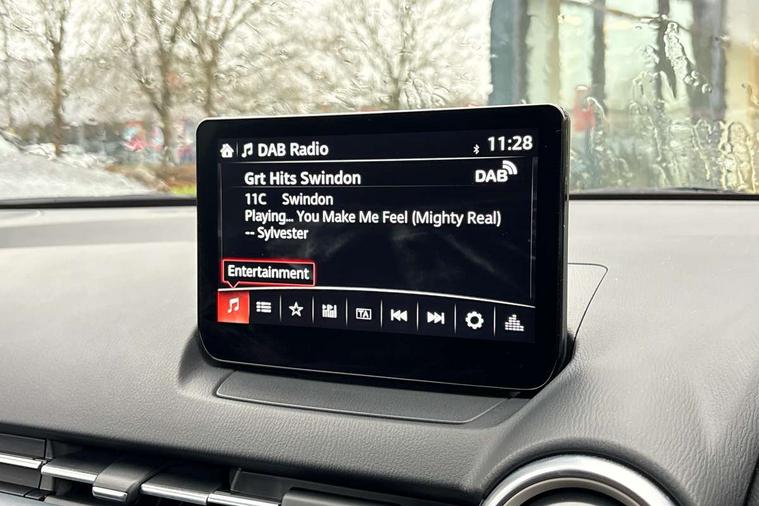 DAB Radio 11:28
Grt Hits Swindon DAB
11C Swindon
Playing... You Make Me Feel (Mighty Real)
-- Sylvester
Entertainment
TA